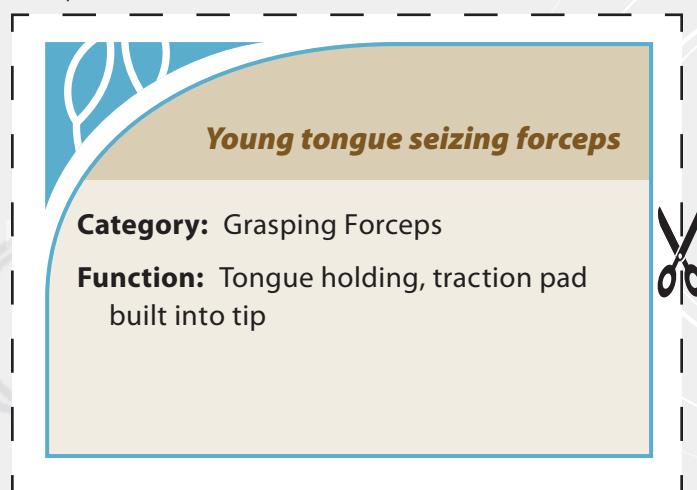 Young tongue seizing forceps
Category: Grasping Forceps
Function: Tongue holding, traction pad
built into tip